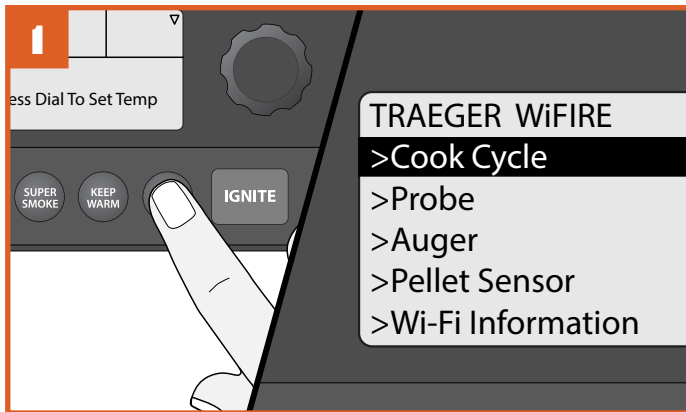 1
ess Dial To Set Temp
SUPER
SMOKE
KEEP
WARM
IGNITE
TRAEGER WiFIRE
>Cook Cycle
>Probe
>Auger
>Pellet Sensor
>Wi-Fi Information